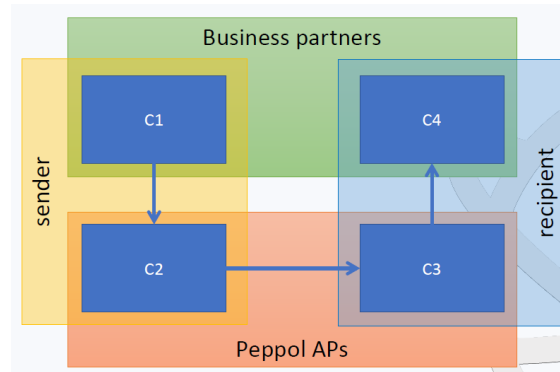 Business partners
C1
C4
sender
recipient
C2
C3
Peppol APs